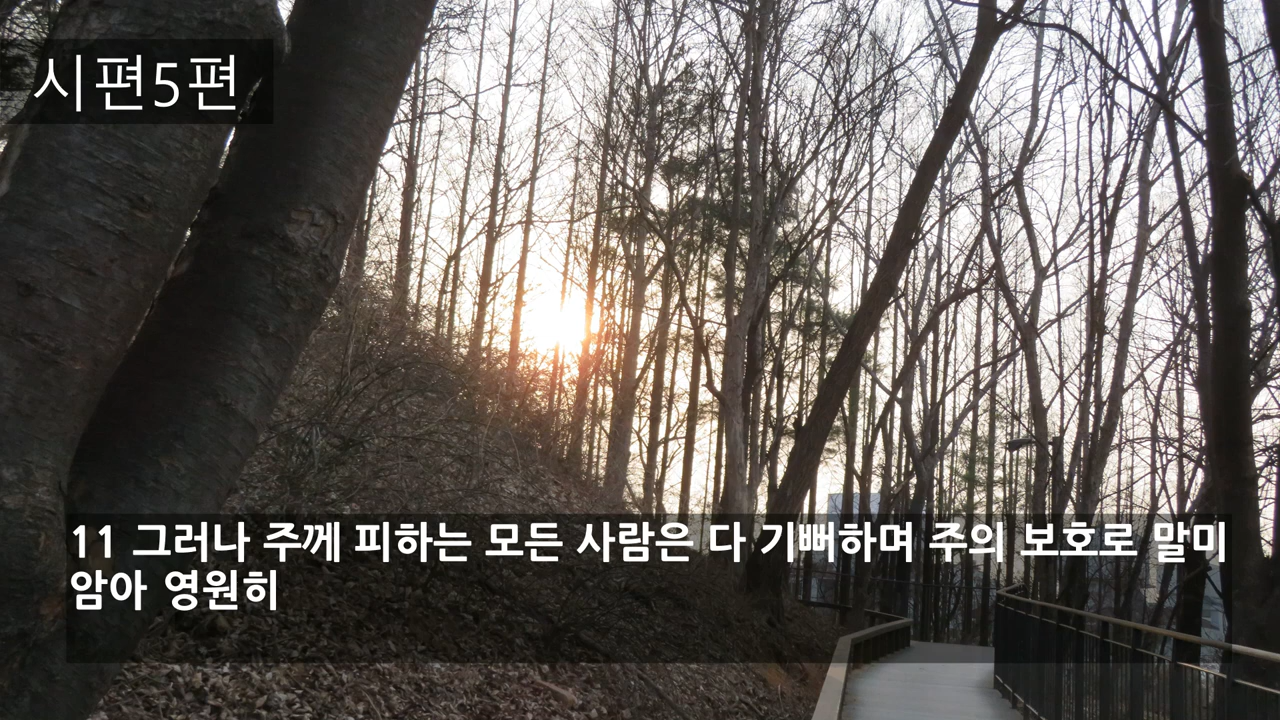 시편5편
11 그러나 주께 피하는 모든 사람은 다 기뻐하며 주의 보호로 말미
암아 영원히